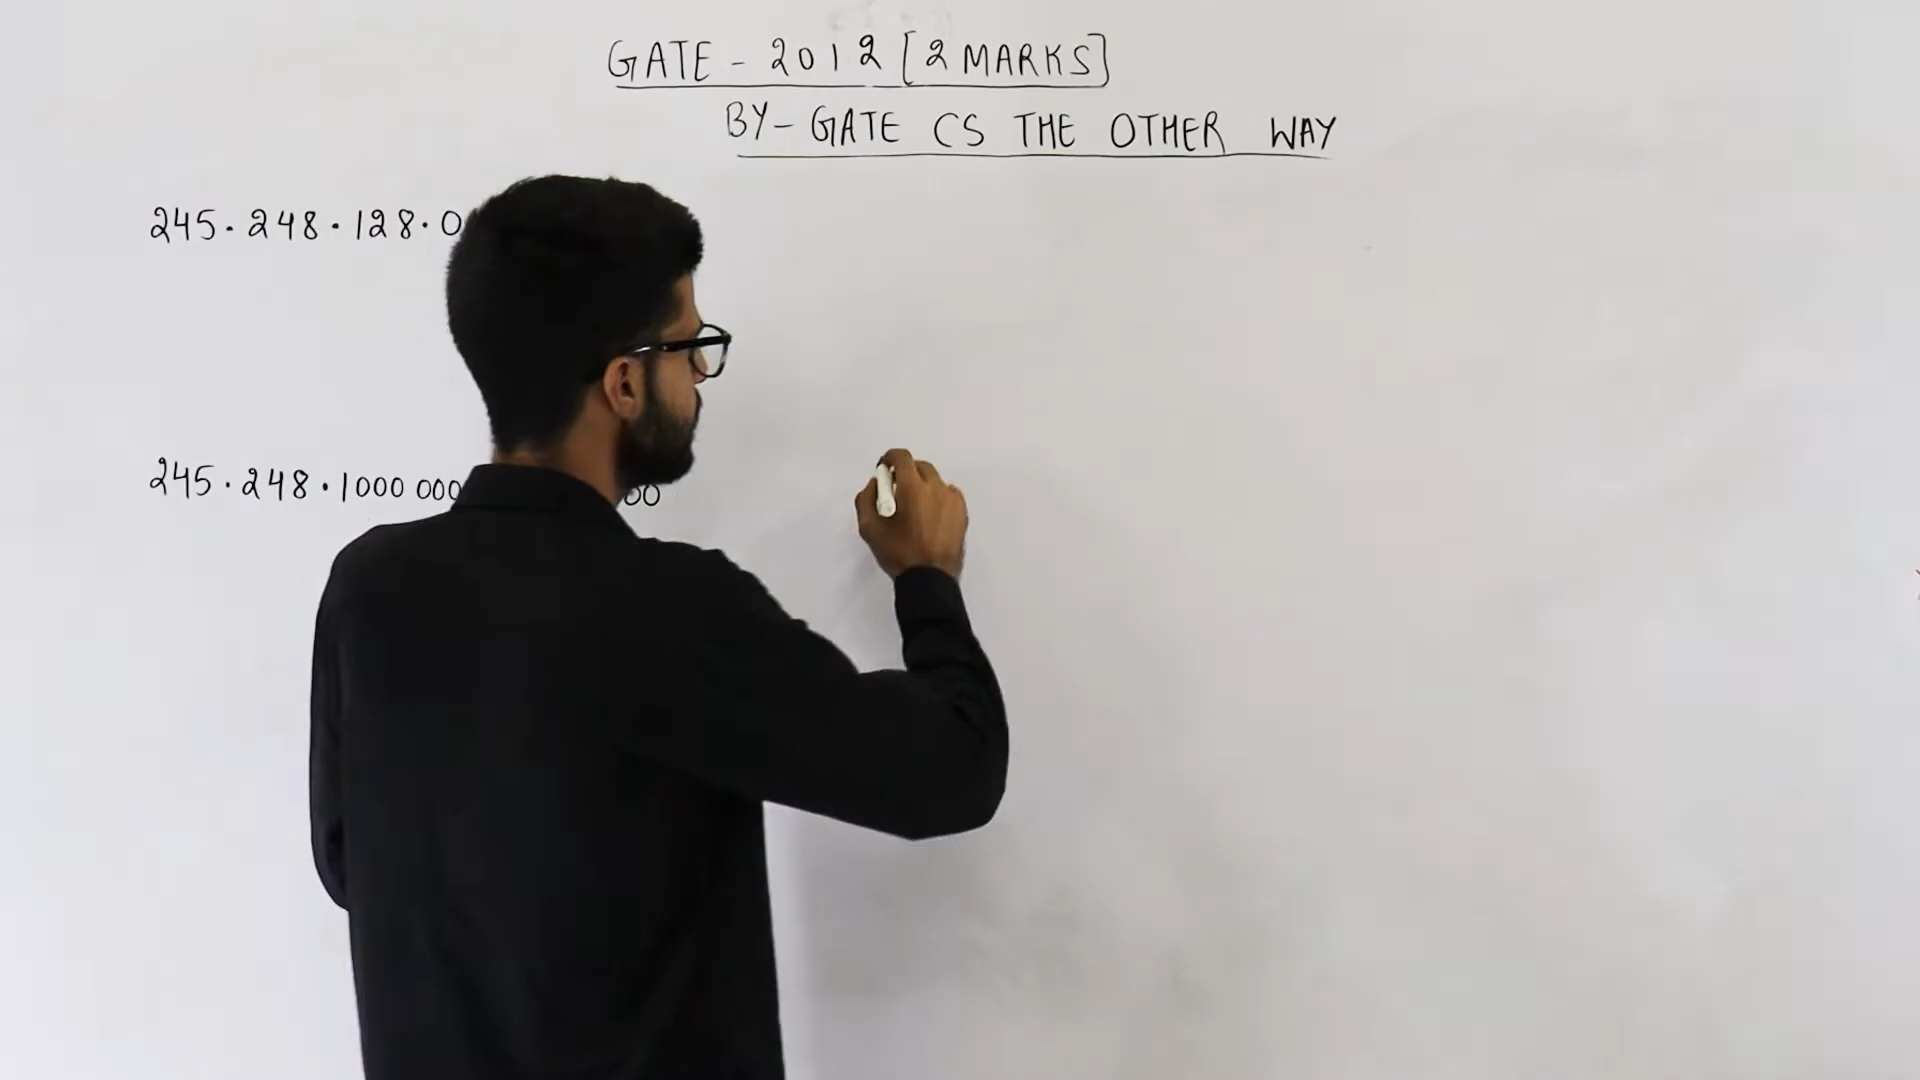 GATE - 2012 [2 MARKS]
BY- GATE CS THE OTHER WAY
245.248.128.0
245.248.1000 000
00